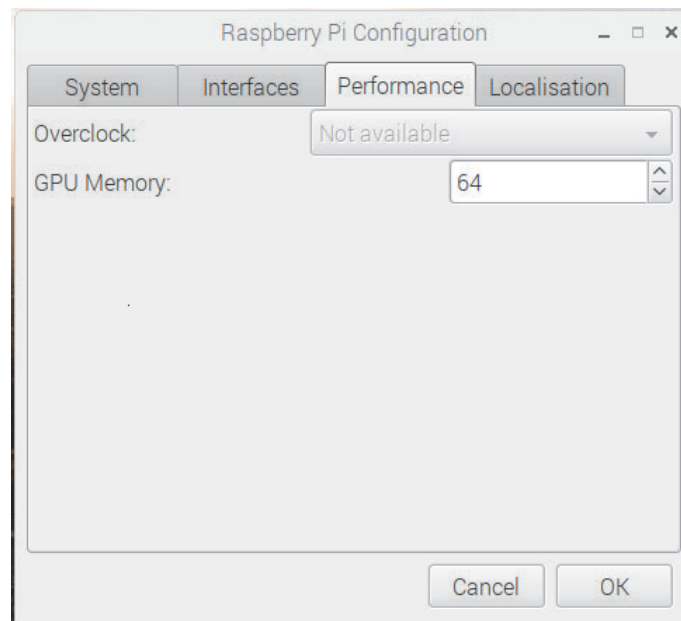 Raspberry Pi Configuration
System Interfaces Performance Localisation
Overclock: Not available
GPU Memory: 64
Cancel OK